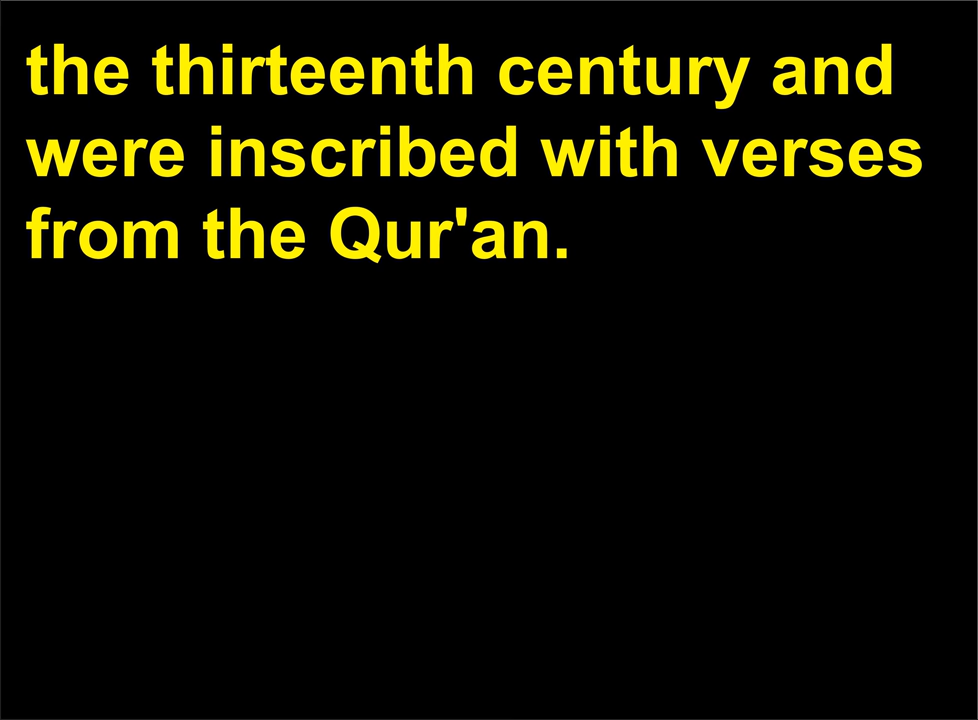 the thirteenth century and
were inscribed with verses
from the Qur'an.